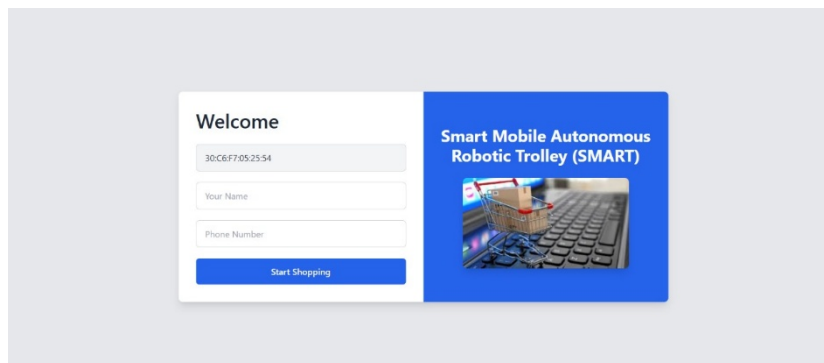 Welcome
30:C6:F7:05:25:54
Your Name
Phone Number
Start Shopping
Smart Mobile Autonomous
Robotic Trolley (SMART)